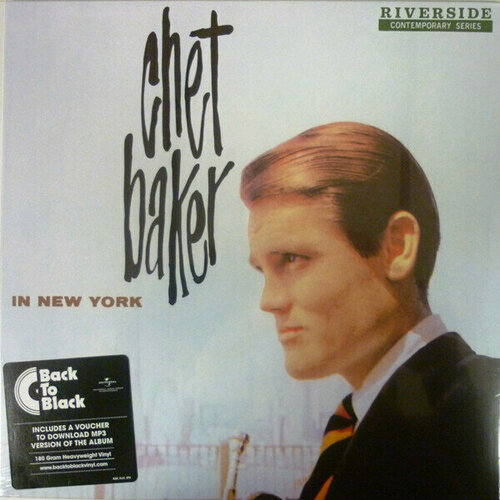 RIVERSIDE
CONTEMPORARY SERIES
chet
baker
IN NEW YORK
Back
To
Black
UNIVERSAL
INCLUDES A VOUCHER
TO DOWNLOAD MP3
VERSION OF THE ALBUM
180 Gram Heavyweight Vinyl
www.backtoblackvinyl.com